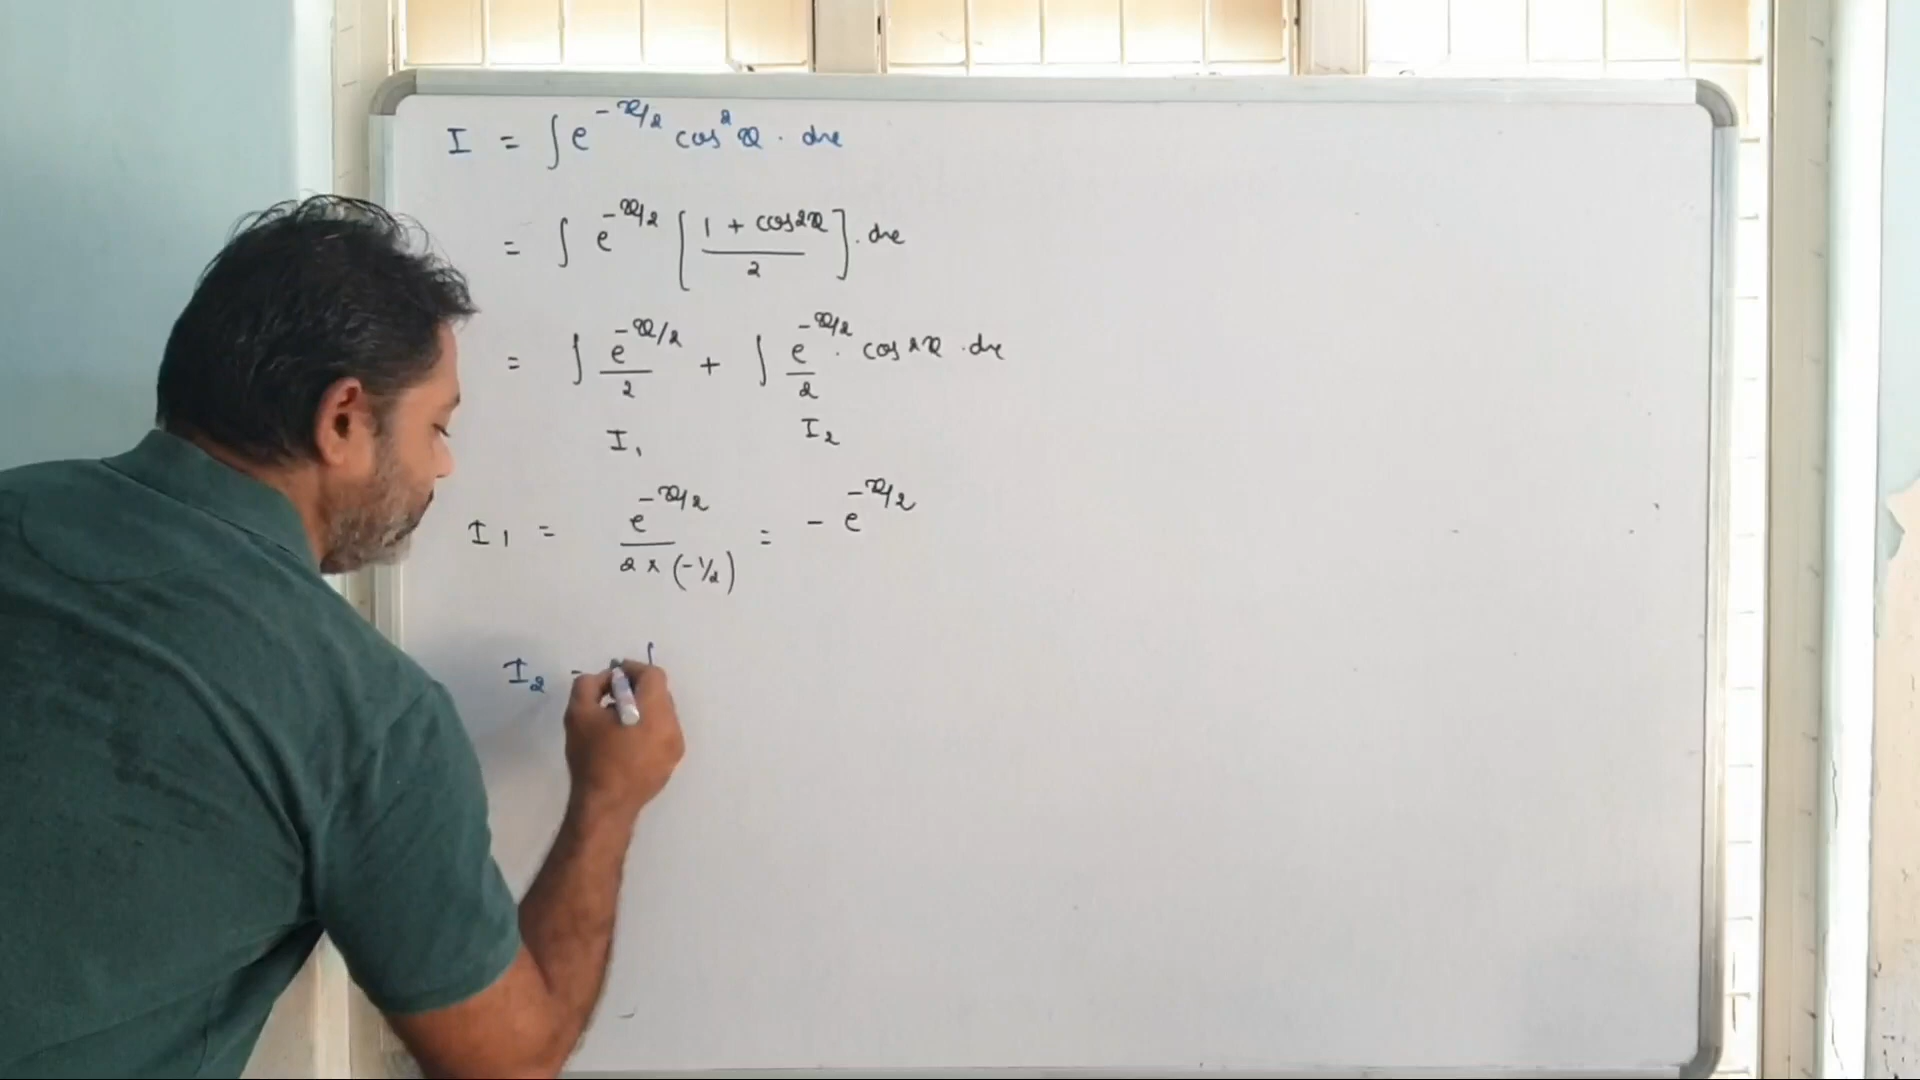 I = ∫ e^{-x/2} cos²x · dx
= ∫ e^{-x/2} [ (1 + cos2x)/2 ] · dx
= ∫ e^{-x/2}/2 + ∫ e^{-x/2}/2 · cos2x · dx
I₁ I₂
I₁ = e^{-x/2}/(2 × (-1/2)) = - e^{-x/2}
I₂ = ∫